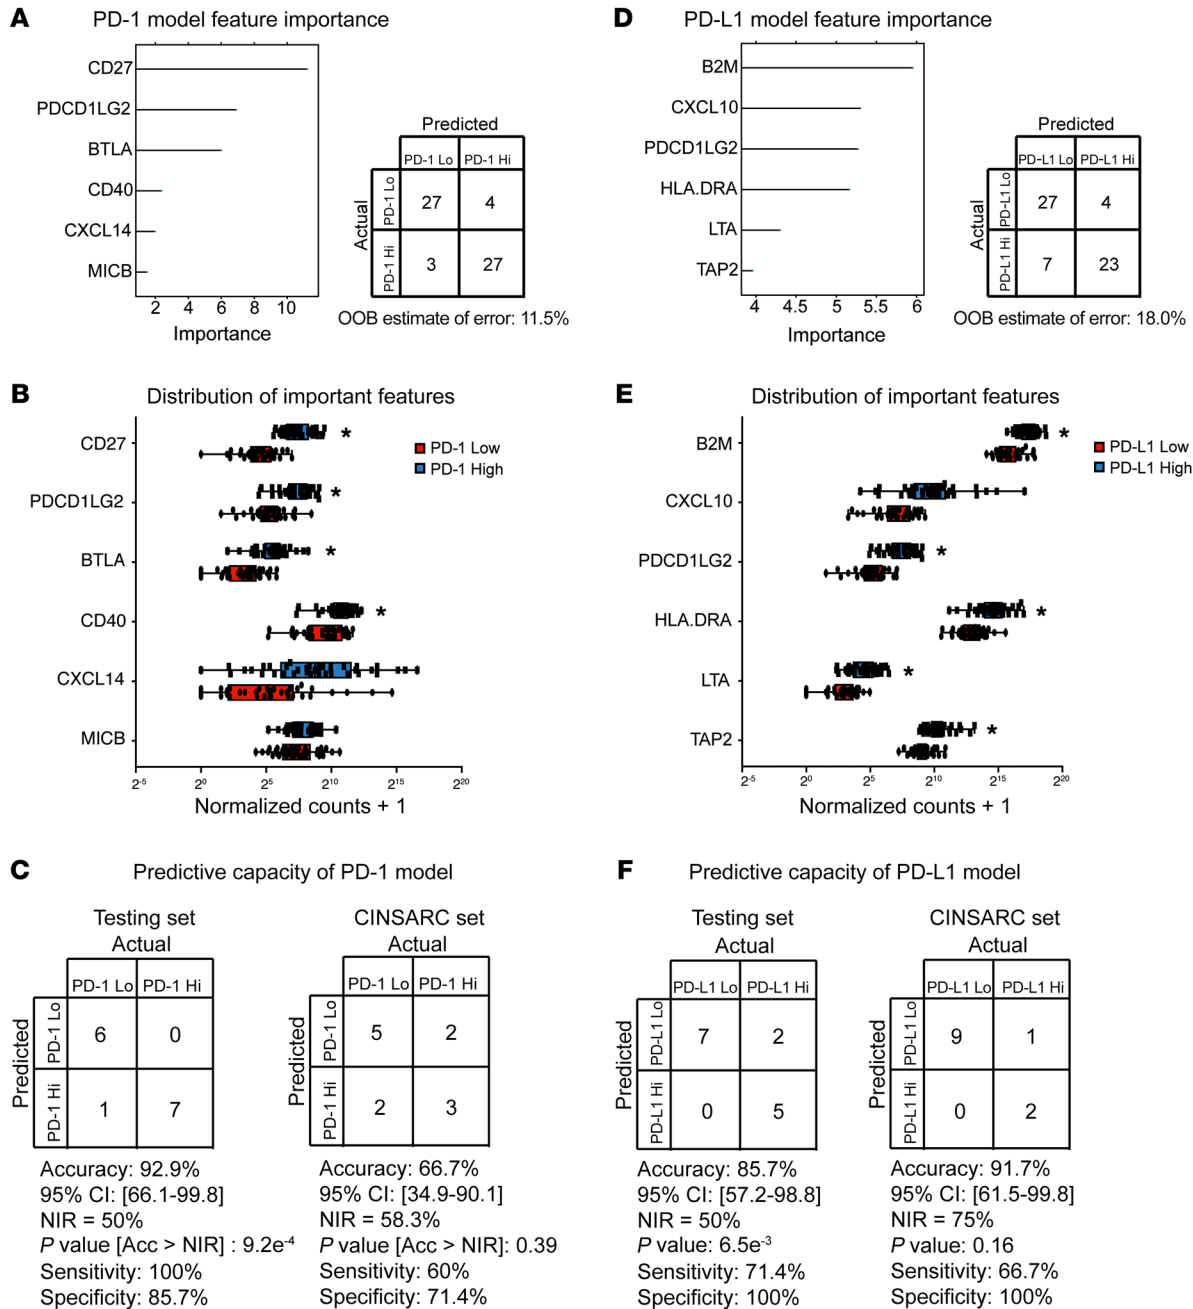 A PD-1 model feature importance
CD27
PDCD1LG2
BTLA
CD40
CXCL14
MICB
2 4 6 8 10
Importance
Predicted
PD-1 Lo PD-1 Hi
Actual
PD-1 Lo
27 4
PD-1 Hi
3 27
OOB estimate of error: 11.5%
D PD-L1 model feature importance
B2M
CXCL10
PDCD1LG2
HLA.DRA
LTA
TAP2
4 4.5 5 5.5 6
Importance
Predicted
PD-L1 Lo PD-L1 Hi
Actual
PD-L1 Lo
27 4
PD-L1 Hi
7 23
OOB estimate of error: 18.0%
B Distribution of important features
CD27 *
PDCD1LG2 *
BTLA *
CD40 *
CXCL14
MICB
PD-1 Low
PD-1 High
2⁻⁵ 2⁰ 2⁵ 2¹⁰ 2¹⁵ 2²⁰
Normalized counts + 1
E Distribution of important features
B2M *
CXCL10
PDCD1LG2 *
HLA.DRA *
LTA *
TAP2 *
PD-L1 Low
PD-L1 High
2⁻⁵ 2⁰ 2⁵ 2¹⁰ 2¹⁵ 2²⁰
Normalized counts + 1
C Predictive capacity of PD-1 model
Testing set
Actual
PD-1 Lo PD-1 Hi
Predicted
PD-1 Lo
6 0
PD-1 Hi
1 7
Accuracy: 92.9%
95% CI: [66.1-99.8]
NIR = 50%
P value [Acc > NIR] : 9.2e⁻⁴
Sensitivity: 100%
Specificity: 85.7%
CINSARC set
Actual
PD-1 Lo PD-1 Hi
Predicted
PD-1 Lo
5 2
PD-1 Hi
2 3
Accuracy: 66.7%
95% CI: [34.9-90.1]
NIR = 58.3%
P value [Acc > NIR]: 0.39
Sensitivity: 60%
Specificity: 71.4%
F Predictive capacity of PD-L1 model
Testing set
Actual
PD-L1 Lo PD-L1 Hi
Predicted
PD-L1 Lo
7 2
PD-L1 Hi
0 5
Accuracy: 85.7%
95% CI: [57.2-98.8]
NIR = 50%
P value: 6.5e⁻³
Sensitivity: 71.4%
Specificity: 100%
CINSARC set
Actual
PD-L1 Lo PD-L1 Hi
Predicted
PD-L1 Lo
9 1
PD-L1 Hi
0 2
Accuracy: 91.7%
95% CI: [61.5-99.8]
NIR = 75%
P value: 0.16
Sensitivity: 66.7%
Specificity: 100%